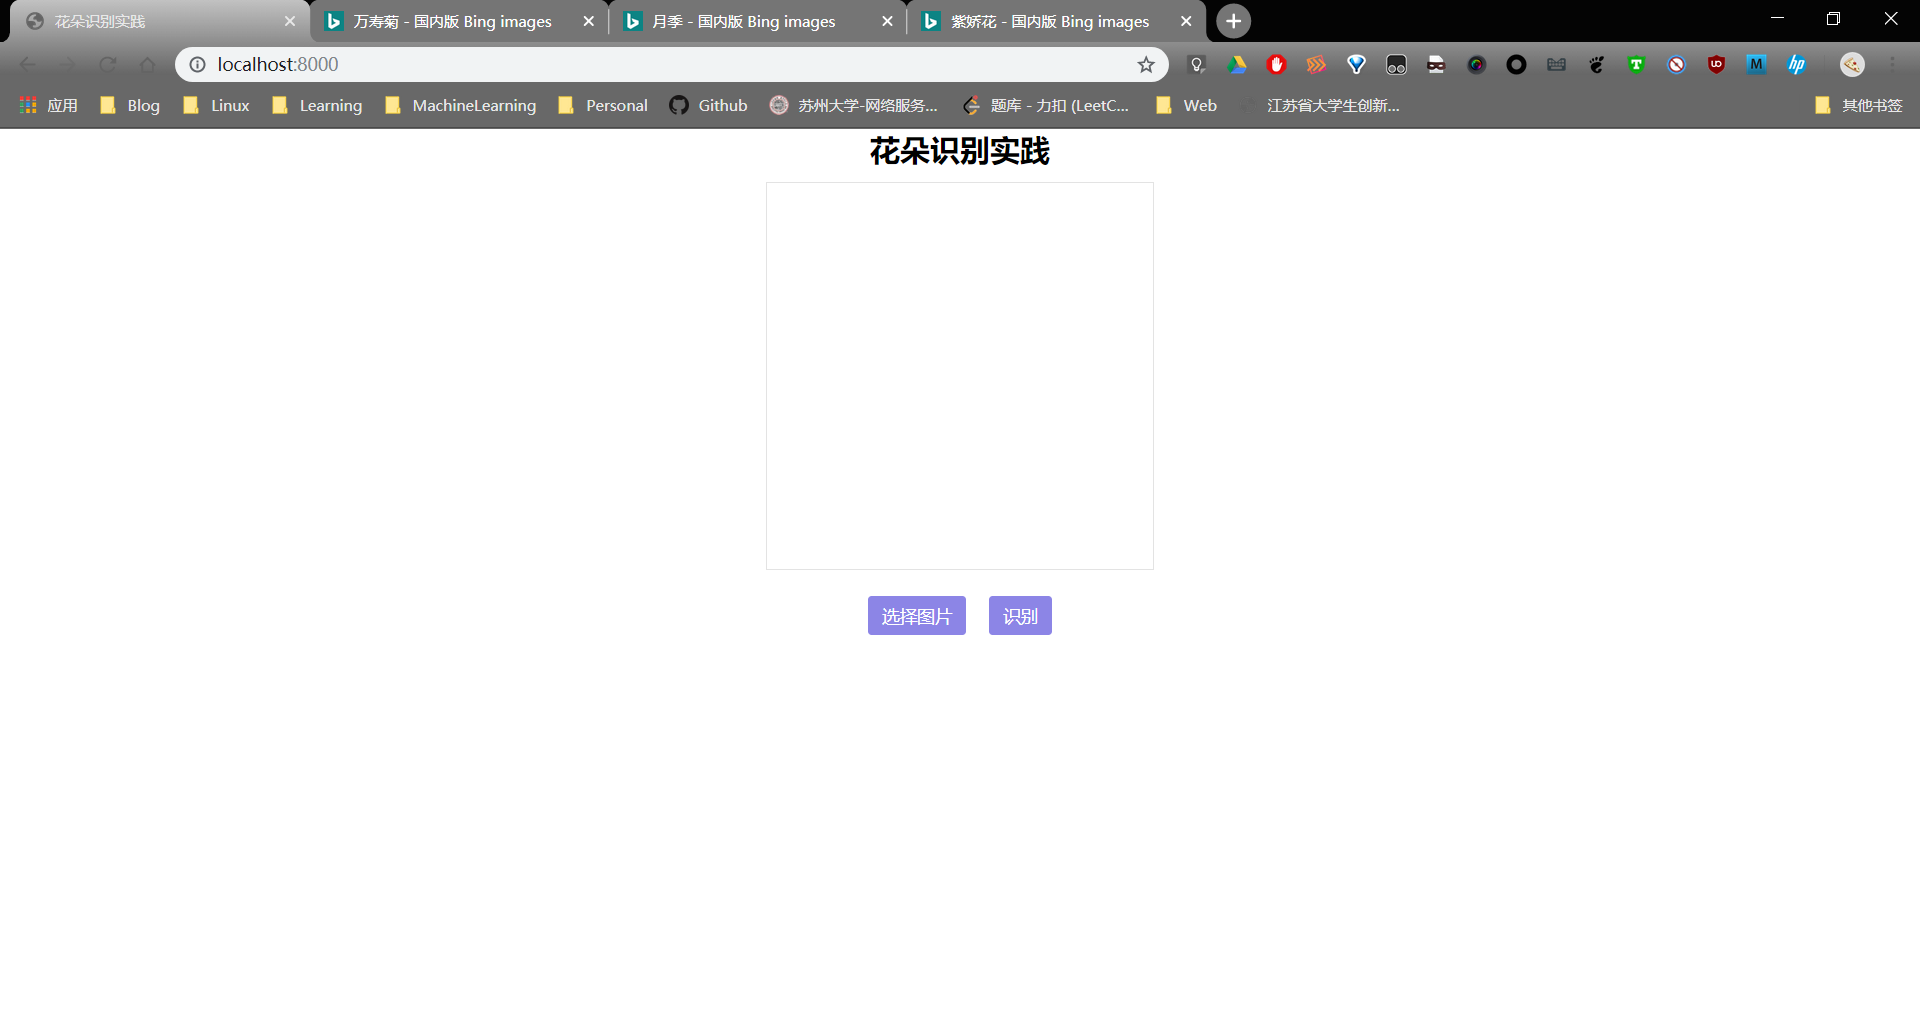 花朵识别实践
万寿菊 - 国内版 Bing images
月季 - 国内版 Bing images
紫娇花 - 国内版 Bing images
localhost:8000
应用
Blog
Linux
Learning
MachineLearning
Personal
Github
苏州大学-网络服务...
题库 - 力扣 (LeetC...
Web
江苏省大学生创新...
其他书签
花朵识别实践
选择图片
识别